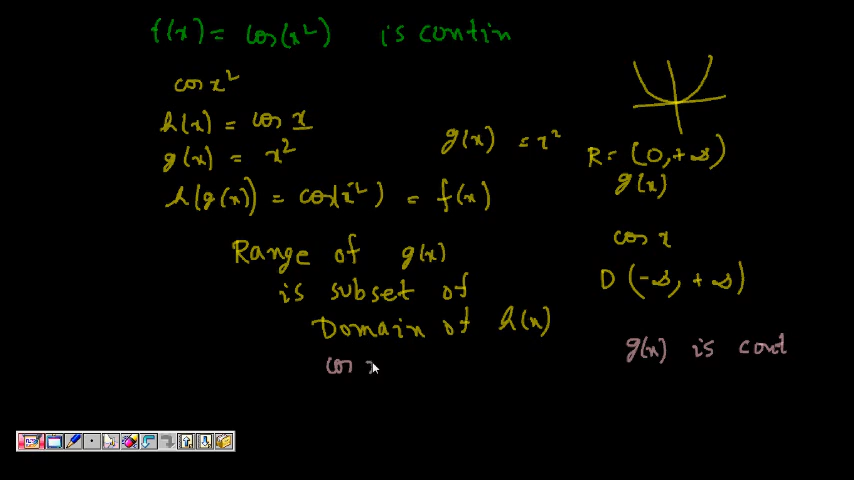 f(x) = cos(x²) is contin
cos x²
h(x) = cos x
g(x) = x²
h(g(x)) = cos(x²) = f(x)
g(x) = x²
R = (0, +∞)
g(x)
cos x
D (-∞, +∞)
Range of g(x)
is subset of
Domain of h(x)
g(x) is cont
cos